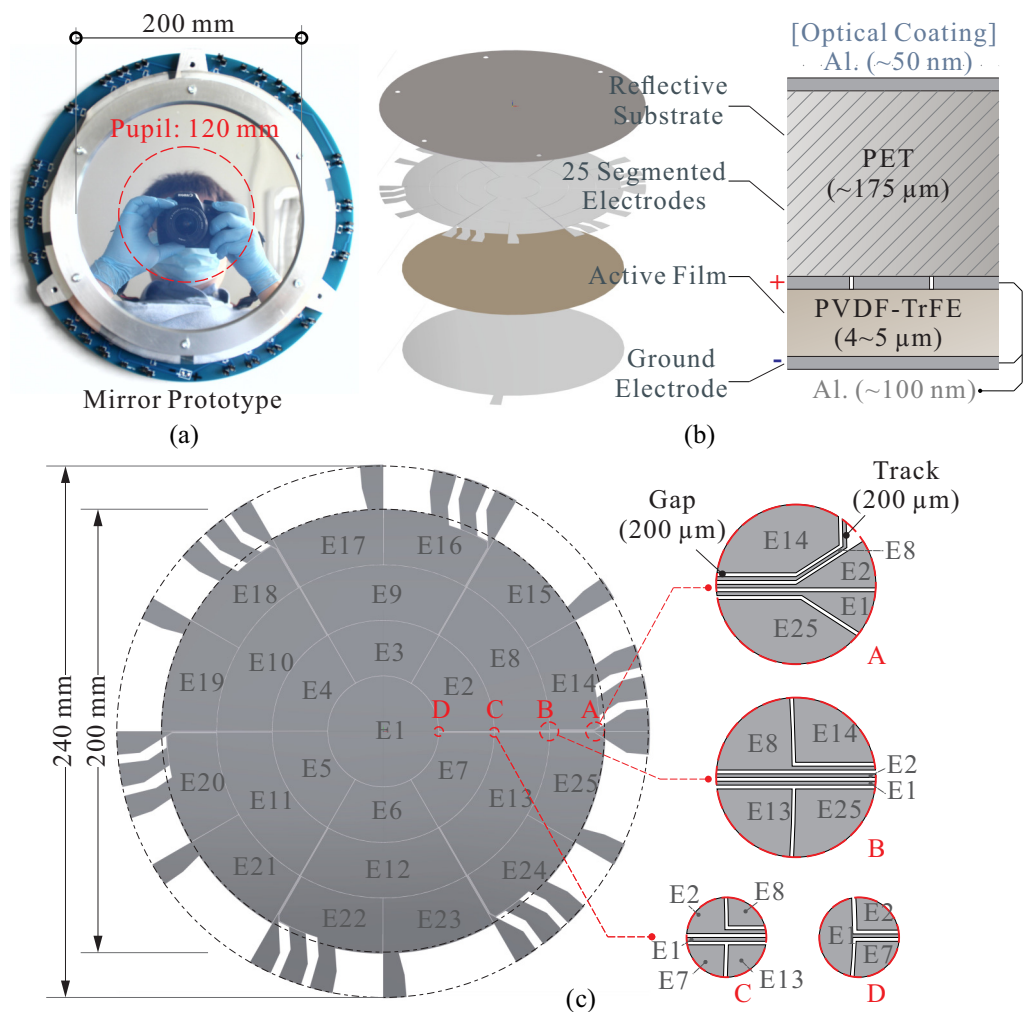 200 mm
Pupil: 120 mm
Mirror Prototype
(a)
Reflective
Substrate
25 Segmented
Electrodes
Active Film
Ground
Electrode
[Optical Coating]
Al. (~50 nm)
PET
(~175 µm)
+
PVDF-TrFE
(4~5 µm)
-
Al. (~100 nm)
(b)
240 mm
200 mm
E17
E16
E18
E9
E15
E3
E10
E8
E4
E2
E19
E14
D
C
B
A
E1
E5
E7
E20
E25
E11
E13
E6
E21
E12
E24
E22
E23
Gap
(200 µm)
Track
(200 µm)
E14
E8
E2
E1
E25
A
E8
E14
E2
E1
E13
E25
B
E2
E8
E1
E7
E13
C
E2
E1
E7
D
(c)